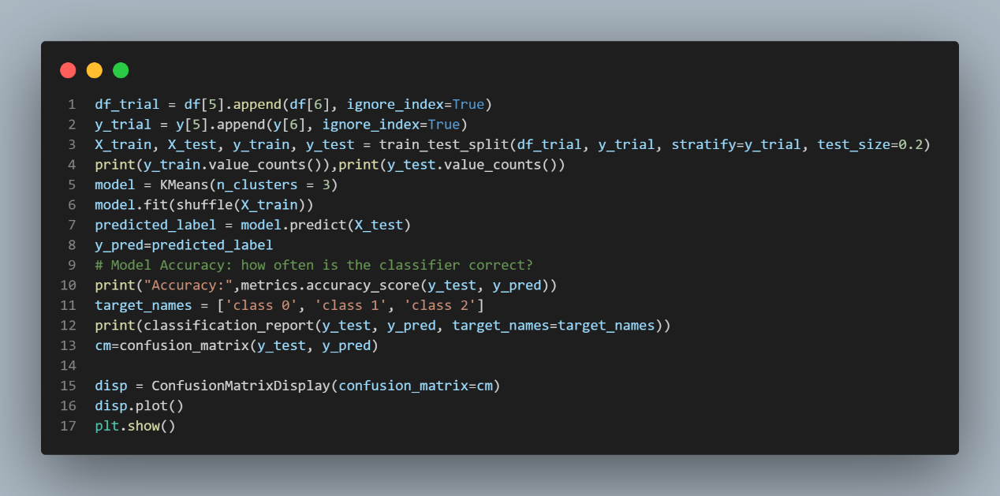 1 df_trial = df[5].append(df[6], ignore_index=True)
2 y_trial = y[5].append(y[6], ignore_index=True)
3 X_train, X_test, y_train, y_test = train_test_split(df_trial, y_trial, stratify=y_trial, test_size=0.2)
4 print(y_train.value_counts()),print(y_test.value_counts())
5 model = KMeans(n_clusters = 3)
6 model.fit(shuffle(X_train))
7 predicted_label = model.predict(X_test)
8 y_pred=predicted_label
9 # Model Accuracy: how often is the classifier correct?
10 print("Accuracy:",metrics.accuracy_score(y_test, y_pred))
11 target_names = ['class 0', 'class 1', 'class 2']
12 print(classification_report(y_test, y_pred, target_names=target_names))
13 cm=confusion_matrix(y_test, y_pred)
14
15 disp = ConfusionMatrixDisplay(confusion_matrix=cm)
16 disp.plot()
17 plt.show()